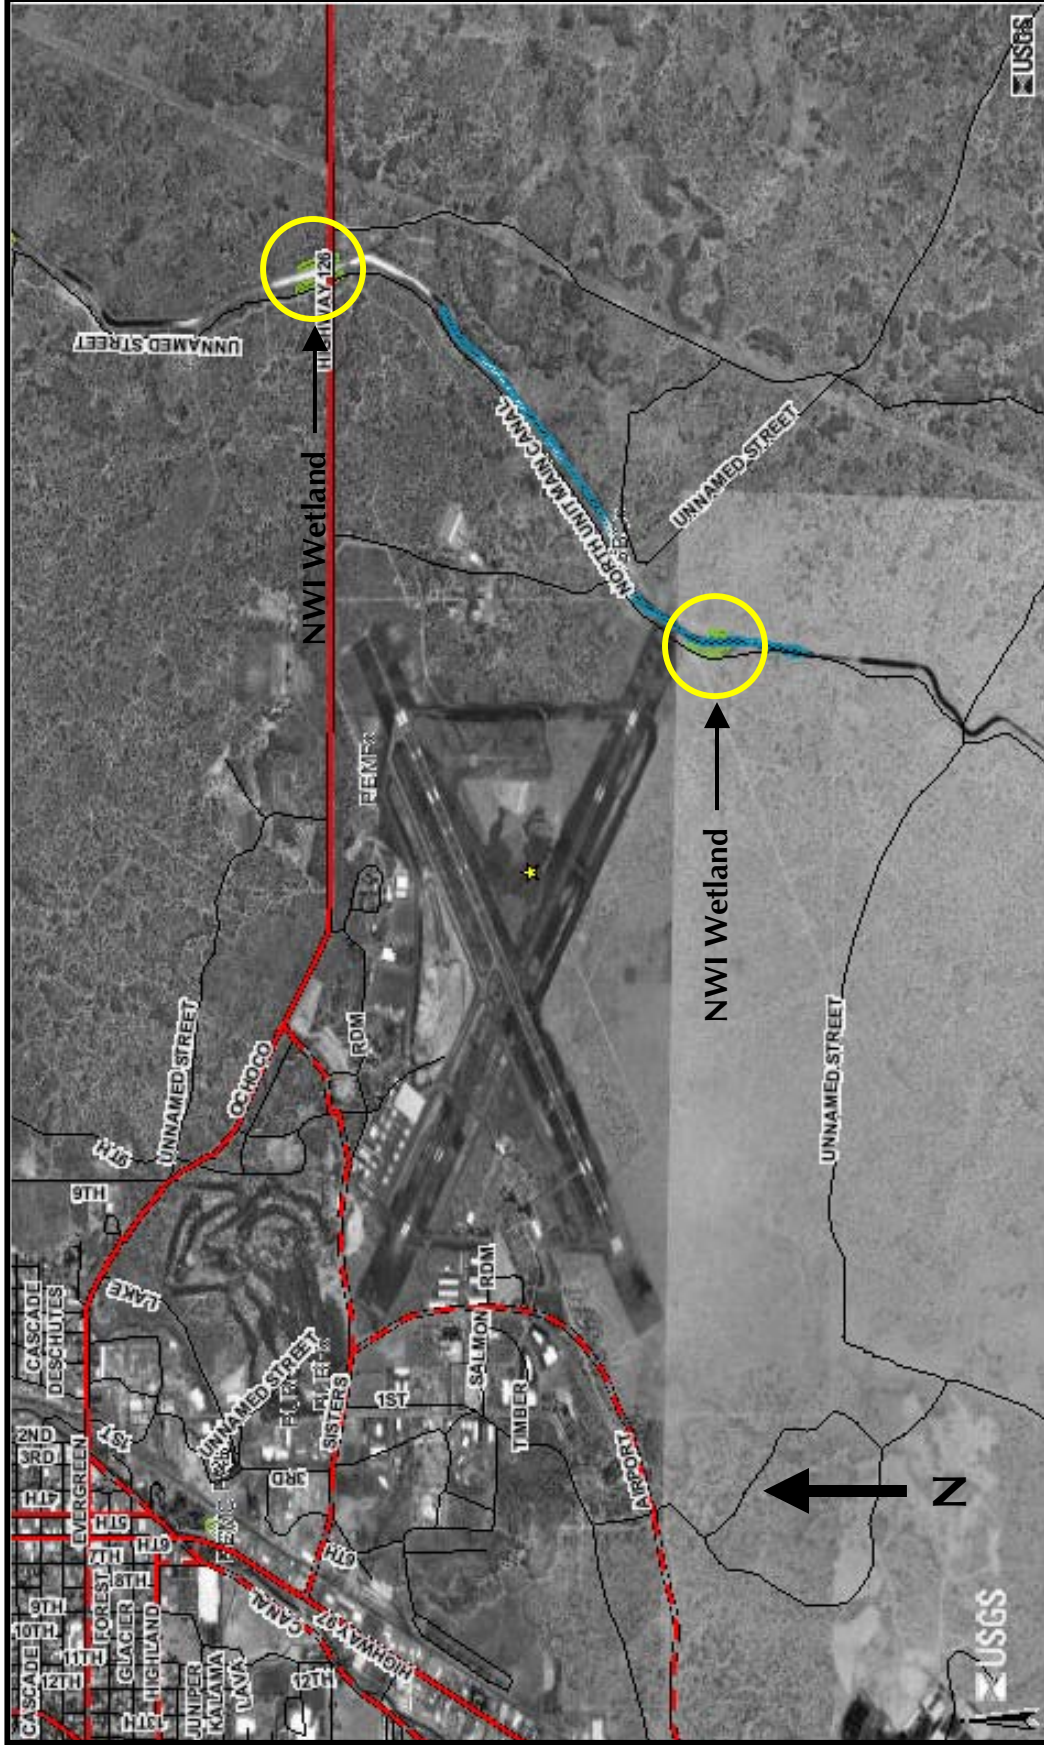 USGS
UNNAMED STREET
HIGHWAY 126
NWI Wetland
NORTH UNIT MAIN CANAL
UNNAMED STREET
NWI Wetland
UNNAMED STREET
OCHOCO
RDM
9TH
UNNAMED STREET
9TH
LAKE
CASCADE
DESCHUTES
UNNAMED STREET
SISTERS
1ST
SALMON
RDM
TIMBER
AIRPORT
2ND
3RD
1ST
4TH
5TH
6TH
EVERGREEN
3RD
6TH
17TH
18TH
FOREST
GLACIER
HIGHLAND
9TH
10TH
11TH
12TH
CASCADE
13TH
JUNIPER
KALAMA
LAVA
12TH
CANAL
HIGHWAY 97
N
USGS